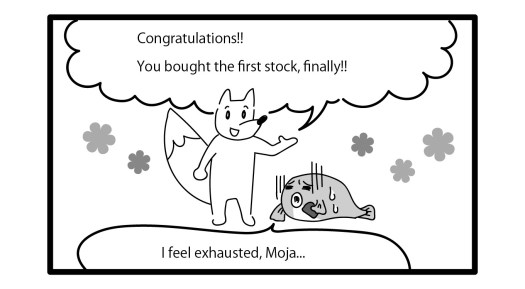 Congratulations!!
You bought the first stock, finally!!
I feel exhausted, Moja...